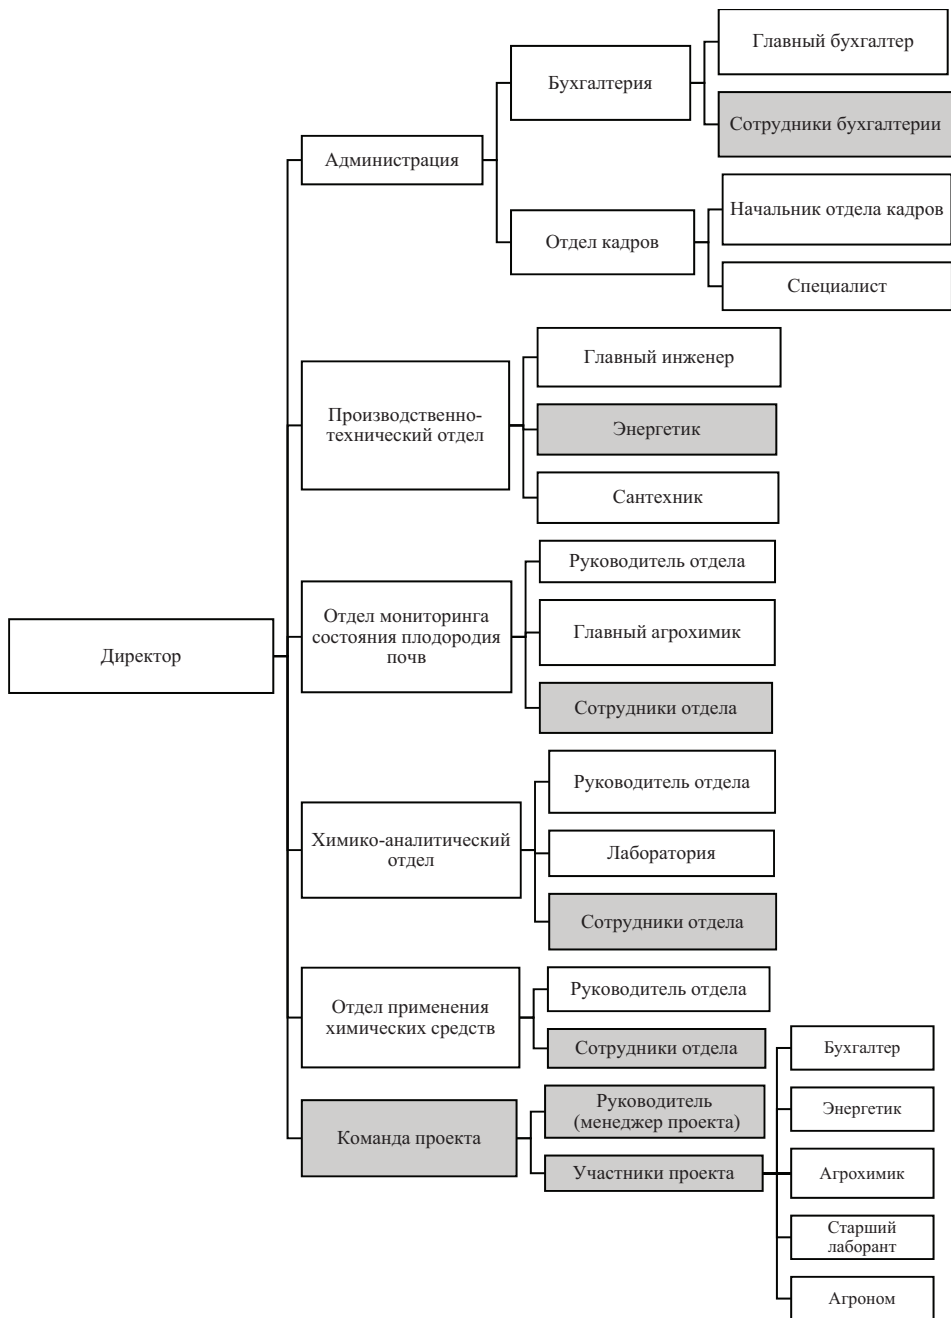 Главный бухгалтер
Бухгалтерия
Сотрудники бухгалтерии
Администрация
Начальник отдела кадров
Отдел кадров
Специалист
Главный инженер
Производственно-
технический отдел
Энергетик
Сантехник
Руководитель отдела
Отдел мониторинга
состояния плодородия
почв
Главный агрохимик
Директор
Сотрудники отдела
Руководитель отдела
Химико-аналитический
отдел
Лаборатория
Сотрудники отдела
Руководитель отдела
Отдел применения
химических средств
Сотрудники отдела
Бухгалтер
Руководитель
(менеджер проекта)
Энергетик
Команда проекта
Участники проекта
Агрохимик
Старший
лаборант
Агроном